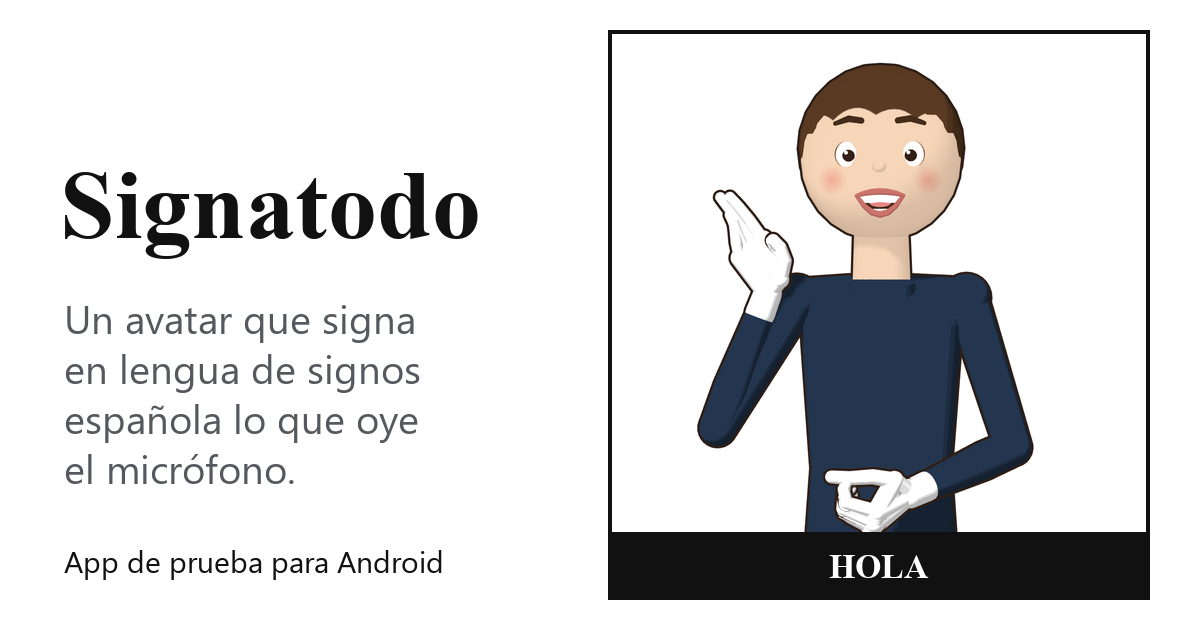 Signatodo
Un avatar que signa
en lengua de signos
española lo que oye
el micrófono.
App de prueba para Android
HOLA